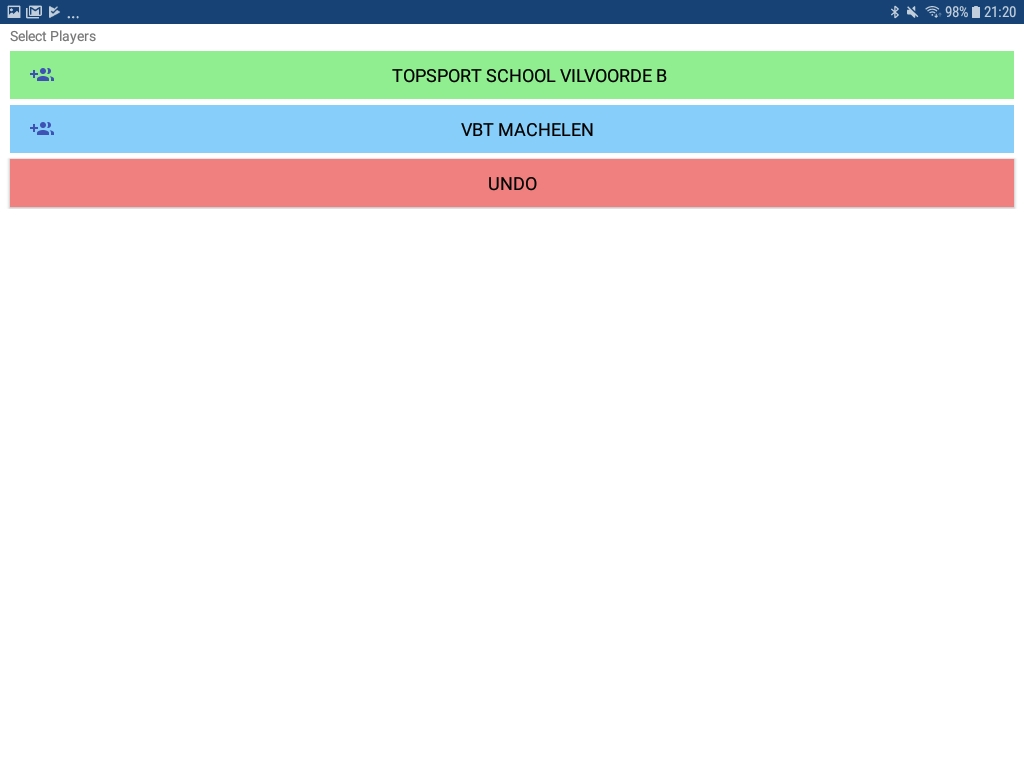 ... 98% 21:20
Select Players
TOPSPORT SCHOOL VILVOORDE B
VBT MACHELEN
UNDO